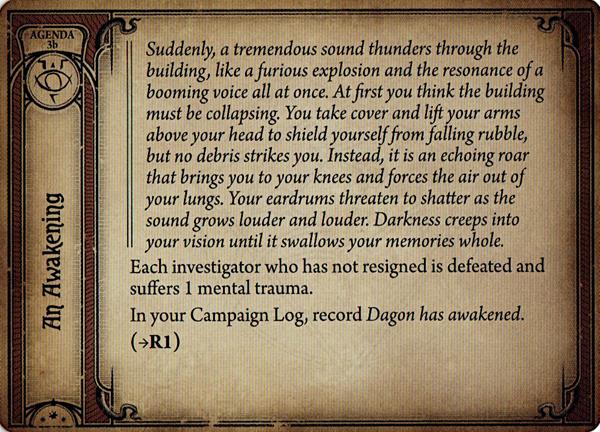 AGENDA
3b
An Awakening
Suddenly, a tremendous sound thunders through the
building, like a furious explosion and the resonance of a
booming voice all at once. At first you think the building
must be collapsing. You take cover and lift your arms
above your head to shield yourself from falling rubble,
but no debris strikes you. Instead, it is an echoing roar
that brings you to your knees and forces the air out of
your lungs. Your eardrums threaten to shatter as the
sound grows louder and louder. Darkness creeps into
your vision until it swallows your memories whole.
Each investigator who has not resigned is defeated and
suffers 1 mental trauma.
In your Campaign Log, record Dagon has awakened.
(→R1)